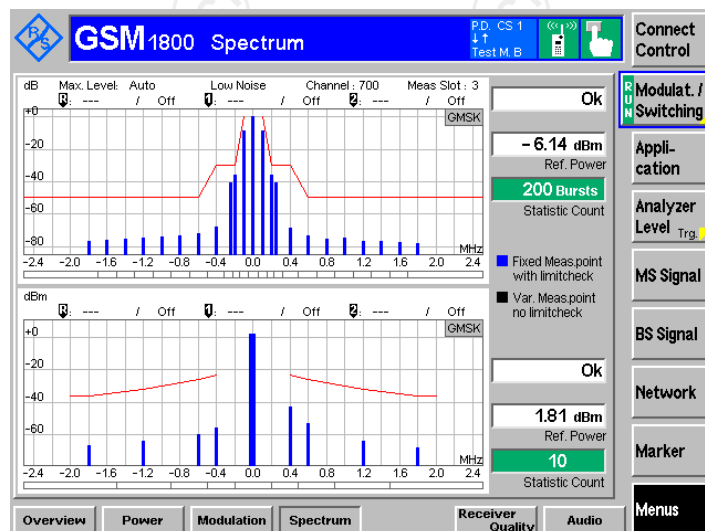 R&S
GSM 1800 Spectrum
P.D. CS 1
↓↑
Test M. B
Connect Control
dB Max. Level: Auto Low Noise Channel : 700 Meas Slot : 3
R: --- / Off 1: --- / Off 2: --- / Off
GMSK
+0
-20
-40
-60
-80
MHz
-2.4 -2.0 -1.6 -1.2 -0.8 -0.4 0.0 0.4 0.8 1.2 1.6 2.0 2.4
Ok
- 6.14 dBm
Ref. Power
200 Bursts
Statistic Count
Fixed Meas.point
with limitcheck
Var. Meas.point
no limitcheck
dBm
R: --- / Off 1: --- / Off 2: --- / Off
GMSK
+0
-20
-40
-60
MHz
-2.4 -2.0 -1.6 -1.2 -0.8 -0.4 0.0 0.4 0.8 1.2 1.6 2.0 2.4
Ok
1.81 dBm
Ref. Power
10
Statistic Count
RUN
Modulat. /
Switching
Appli-
cation
Analyzer
Level Trg.
MS Signal
BS Signal
Network
Marker
Menus
Overview Power Modulation Spectrum Receiver Quality Audio